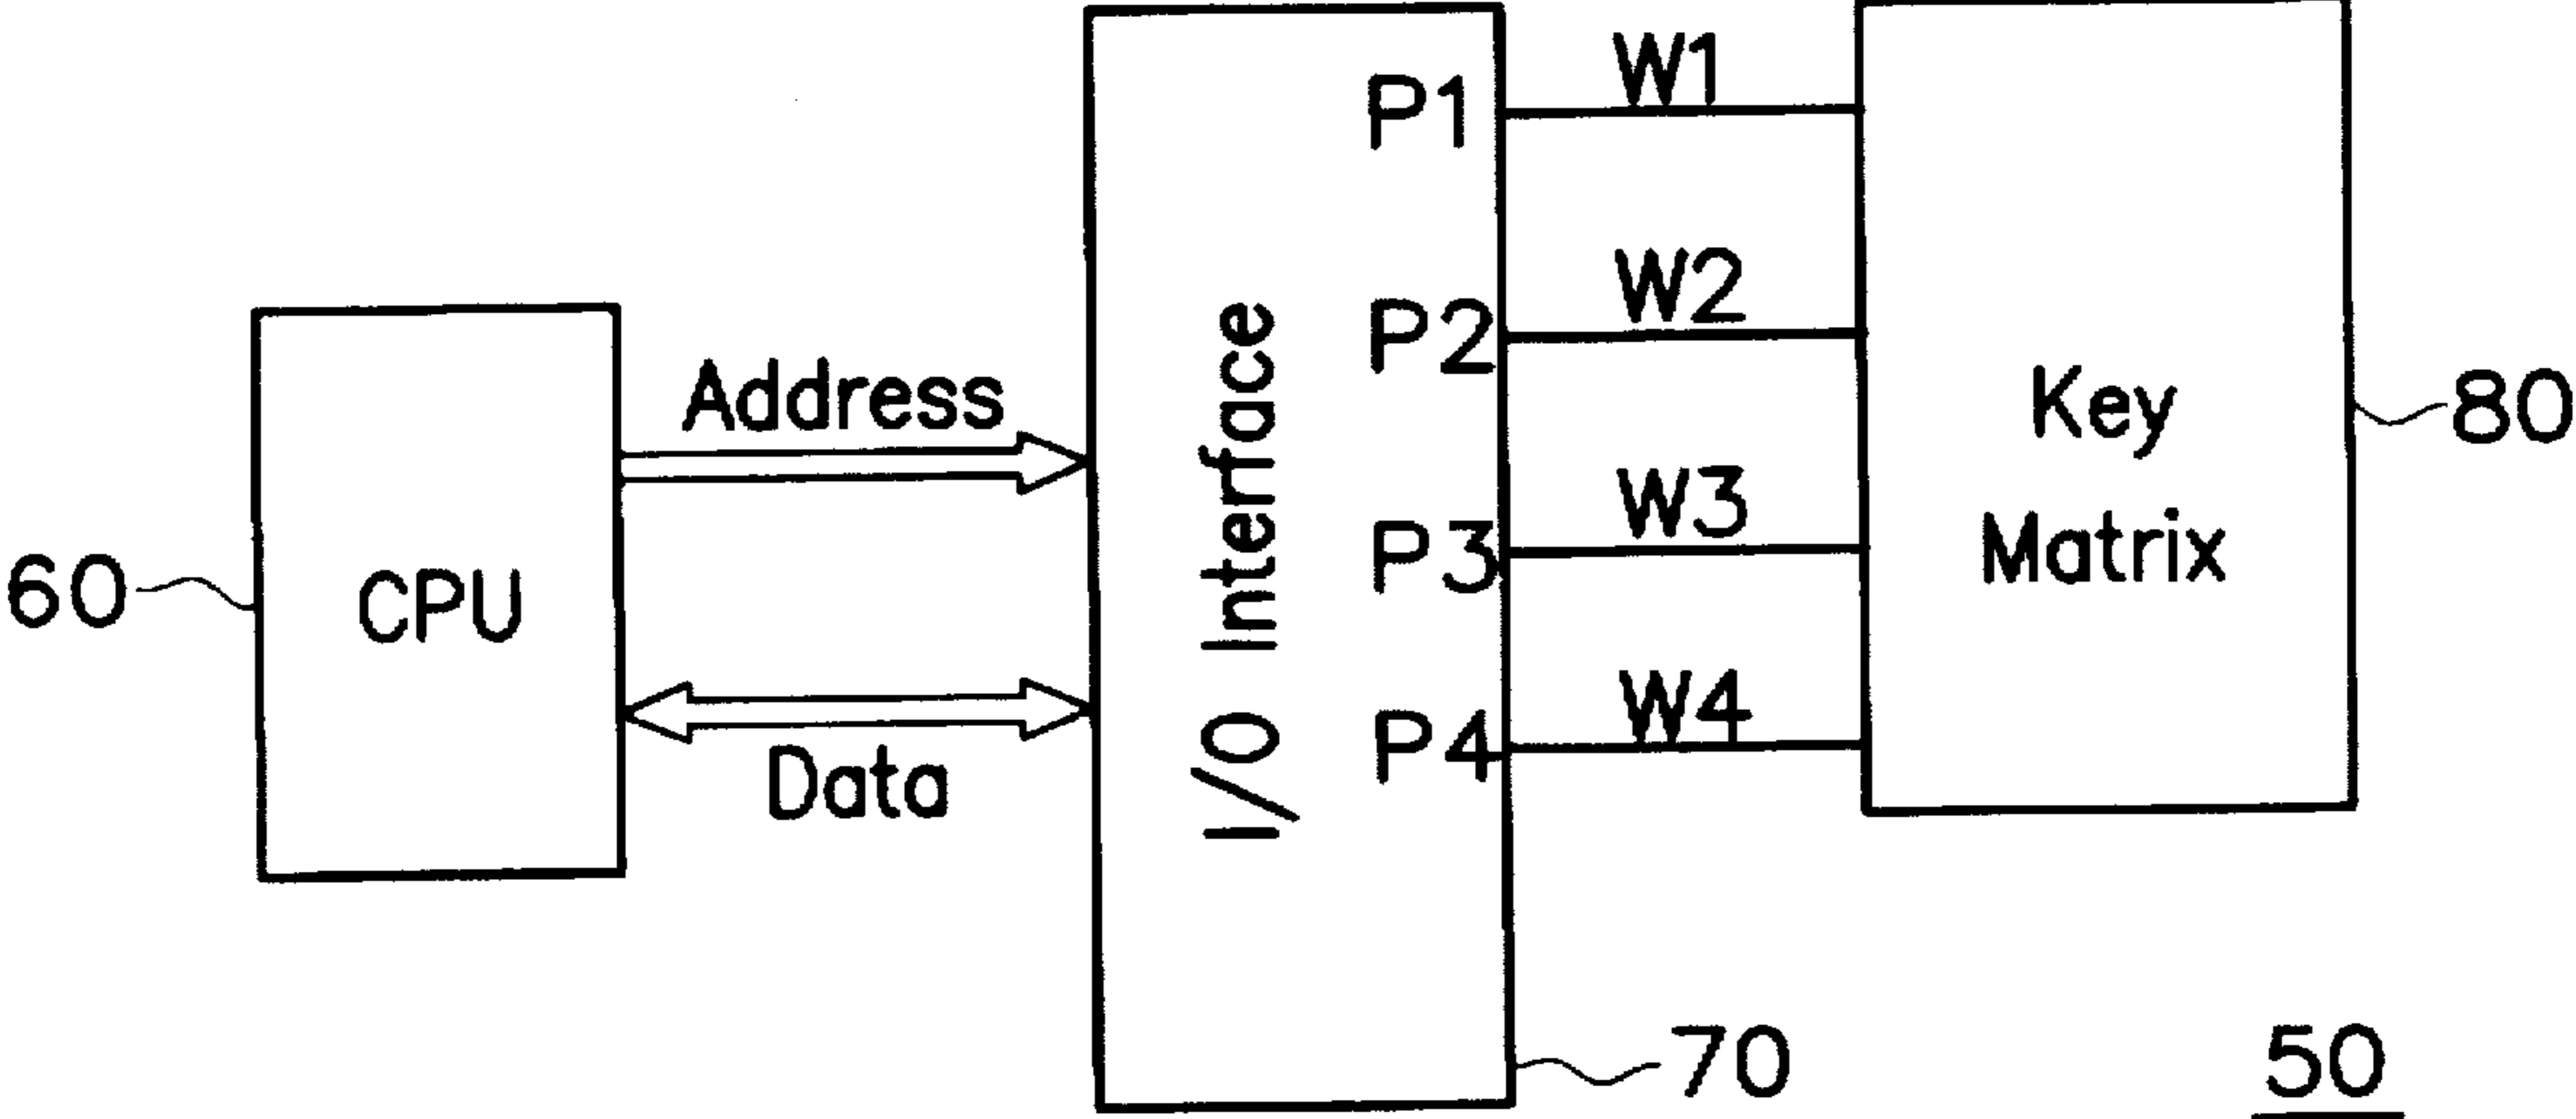 P1
W1
P2
W2
P3
W3
P4
W4
Address
Data
CPU
60
I/O Interface
70
Key
Matrix
80
50